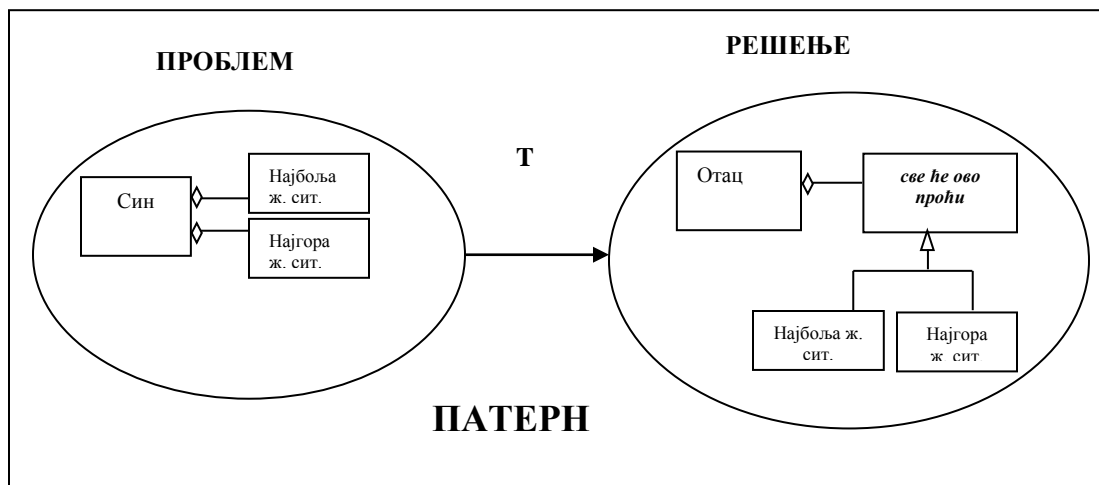 ПРОБЛЕМ
РЕШЕЊЕ
Т
Син
Најбоља
ж. сит.
Најгора
ж. сит.
Отац
све ће ово
проћи
Најбоља ж.
сит.
Најгора
ж. сит
ПАТЕРН